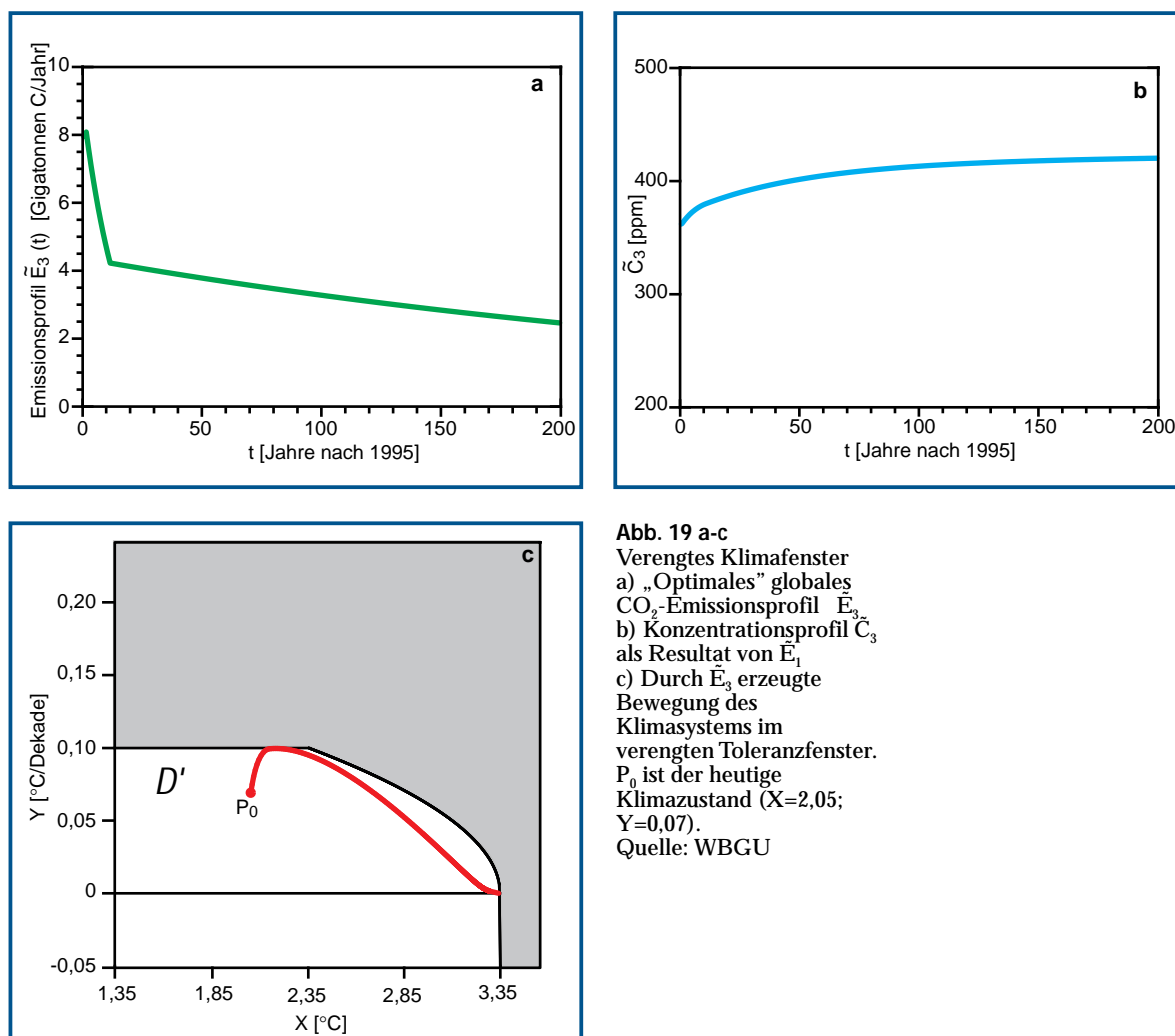 a
Emissionsprofil Ẽ3 (t) [Gigatonnen C/Jahr]
10
8
6
4
2
0
0 50 100 150 200
t [Jahre nach 1995]
b
C̃3 [ppm]
500
400
300
200
0 50 100 150 200
t [Jahre nach 1995]
c
Y [°C/Dekade]
0,20
0,15
0,10
0,05
0
-0,05
D'
P0
1,35 1,85 2,35 2,85 3,35
X [°C]
Abb. 19 a-c
Verengtes Klimafenster
a) „Optimales” globales
CO2-Emissionsprofil Ẽ3.
b) Konzentrationsprofil C̃3
als Resultat von Ẽ1
c) Durch Ẽ3 erzeugte
Bewegung des
Klimasystems im
verengten Toleranzfenster.
P0 ist der heutige
Klimazustand (X=2,05;
Y=0,07).
Quelle: WBGU